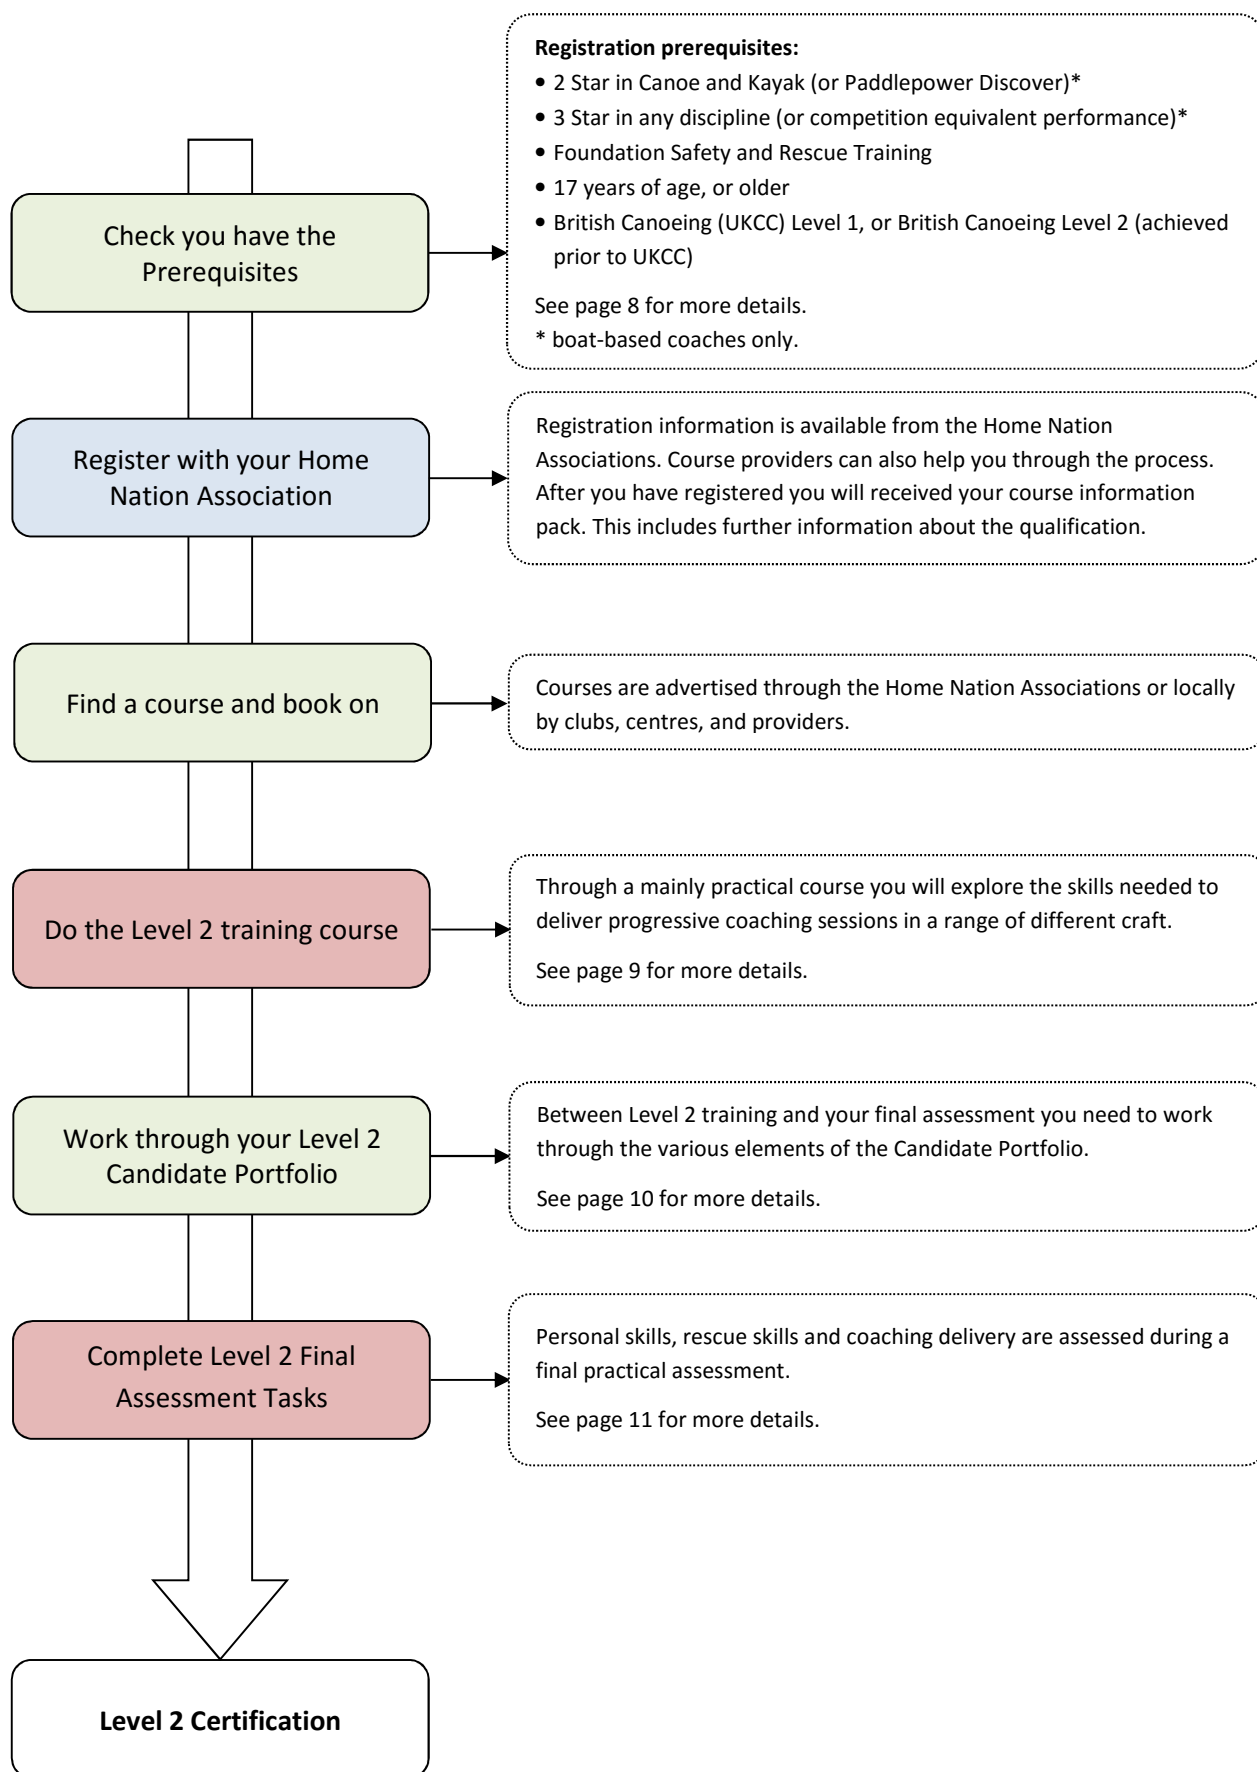 Check you have the
Prerequisites
Registration prerequisites:
• 2 Star in Canoe and Kayak (or Paddlepower Discover)*
• 3 Star in any discipline (or competition equivalent performance)*
• Foundation Safety and Rescue Training
• 17 years of age, or older
• British Canoeing (UKCC) Level 1, or British Canoeing Level 2 (achieved
prior to UKCC)
See page 8 for more details.
* boat-based coaches only.
Register with your Home
Nation Association
Registration information is available from the Home Nation
Associations. Course providers can also help you through the process.
After you have registered you will received your course information
pack. This includes further information about the qualification.
Find a course and book on
Courses are advertised through the Home Nation Associations or locally
by clubs, centres, and providers.
Do the Level 2 training course
Through a mainly practical course you will explore the skills needed to
deliver progressive coaching sessions in a range of different craft.
See page 9 for more details.
Work through your Level 2
Candidate Portfolio
Between Level 2 training and your final assessment you need to work
through the various elements of the Candidate Portfolio.
See page 10 for more details.
Complete Level 2 Final
Assessment Tasks
Personal skills, rescue skills and coaching delivery are assessed during a
final practical assessment.
See page 11 for more details.
Level 2 Certification